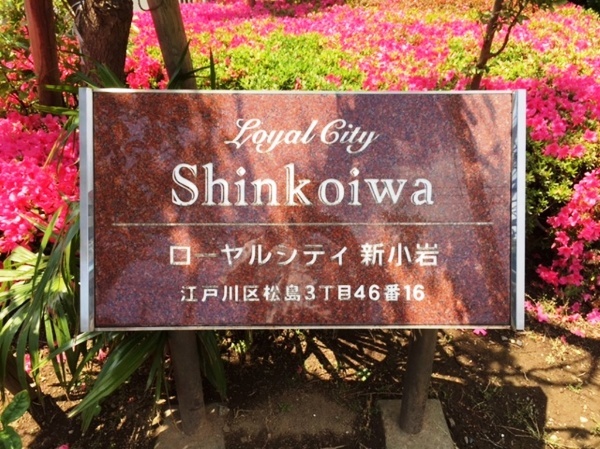 Loyal City
Shinkoiwa
ローヤルシティ 新小岩
江戸川区松島3丁目46番16